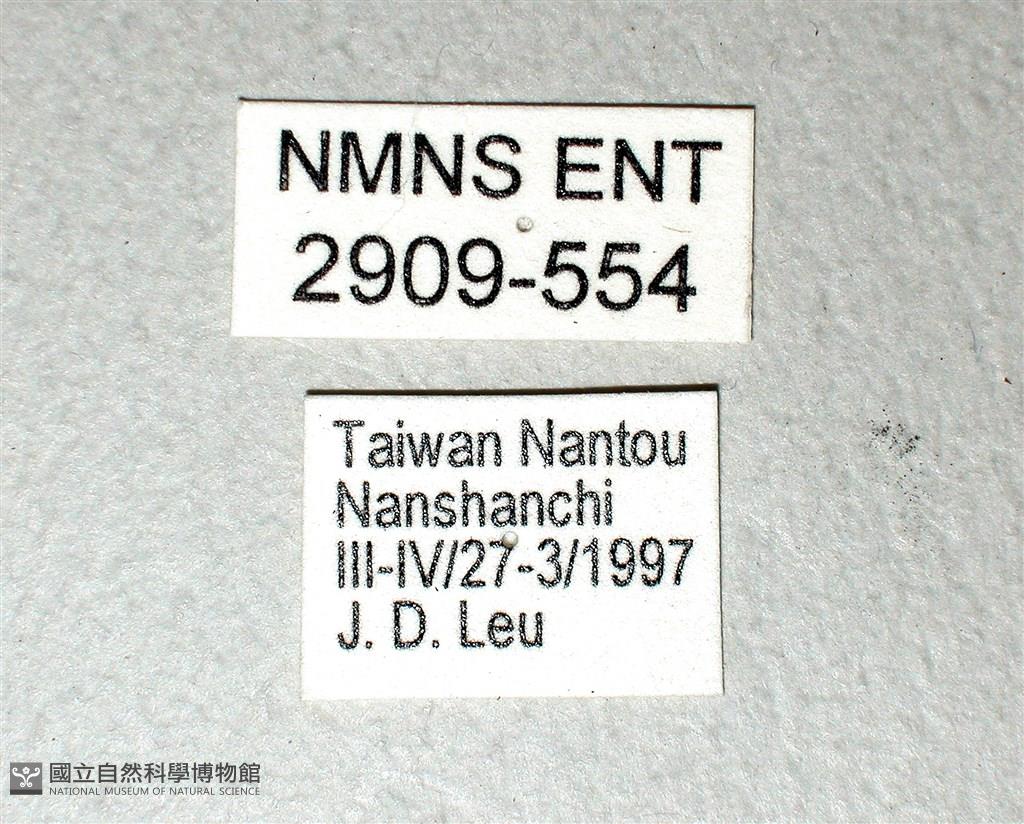 NMNS ENT
2909-554
Taiwan Nantou
Nanshanchi
III-IV/27-3/1997
J. D. Leu
國立自然科學博物館
NATIONAL MUSEUM OF NATURAL SCIENCE